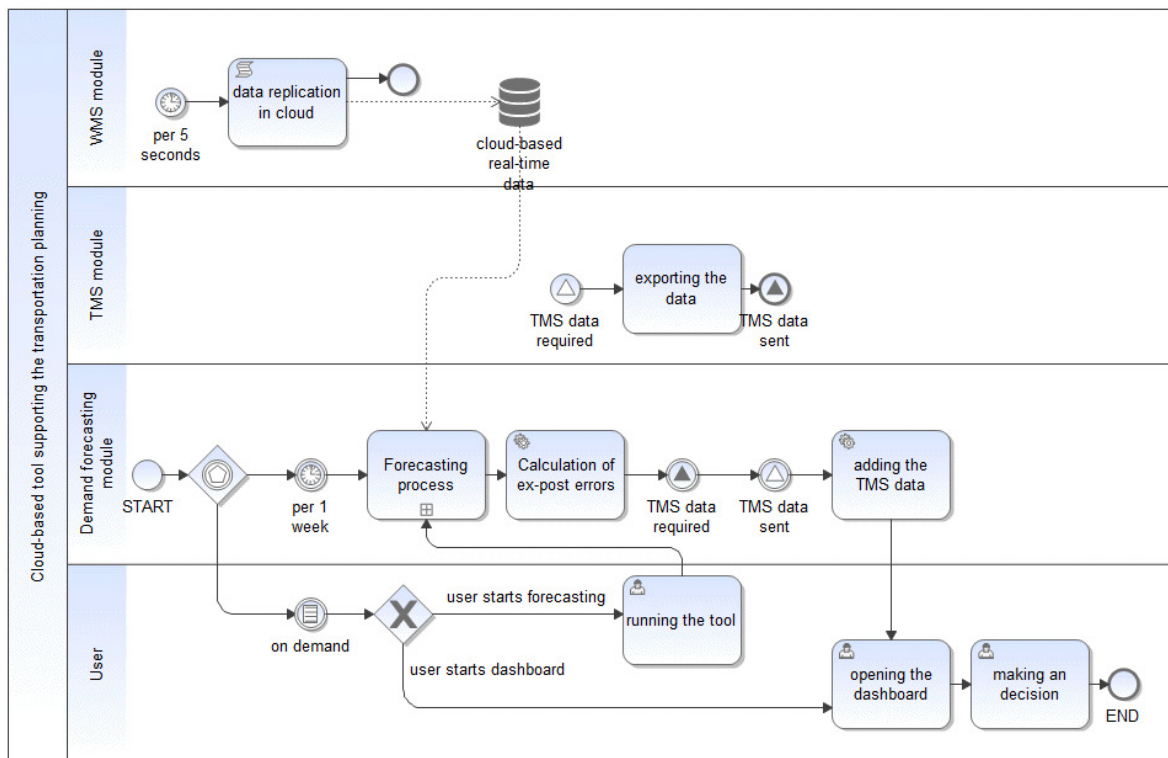 Cloud-based tool supporting the transportation planning
WMS module
per 5
seconds
data replication
in cloud
cloud-based
real-time
data
TMS module
TMS data
required
exporting the
data
TMS data
sent
Demand forecasting
module
START
per 1
week
Forecasting
process
Calculation of
ex-post errors
TMS data
required
TMS data
sent
adding the
TMS data
User
on demand
X
user starts forecasting
user starts dashboard
running the tool
opening the
dashboard
making an
decision
END